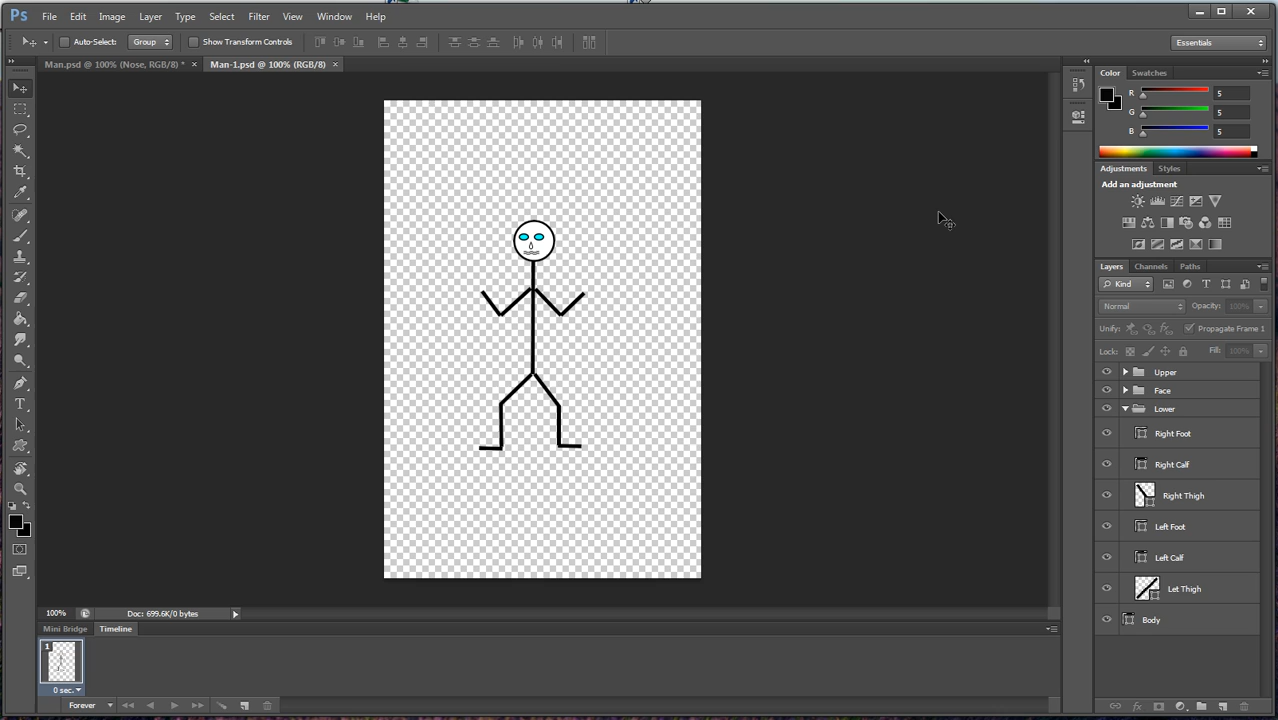 Ps File Edit Image Layer Type Select Filter View Window Help
Auto-Select: Group Show Transform Controls Essentials
Man.psd @ 100% (Nose, RGB/8) * × Man-1.psd @ 100% (RGB/8) ×
Color Swatches
R 5
G 5
B 5
Adjustments Styles
Add an adjustment
Layers Channels Paths
Kind
Normal Opacity: 100%
Unify: Propagate Frame 1
Lock: Fill: 100%
Upper
Face
Lower
Right Foot
Right Calf
Right Thigh
Left Foot
Left Calf
Let Thigh
Body
100% Doc: 699.6K/0 bytes
Mini Bridge Timeline
1
0 sec.
Forever